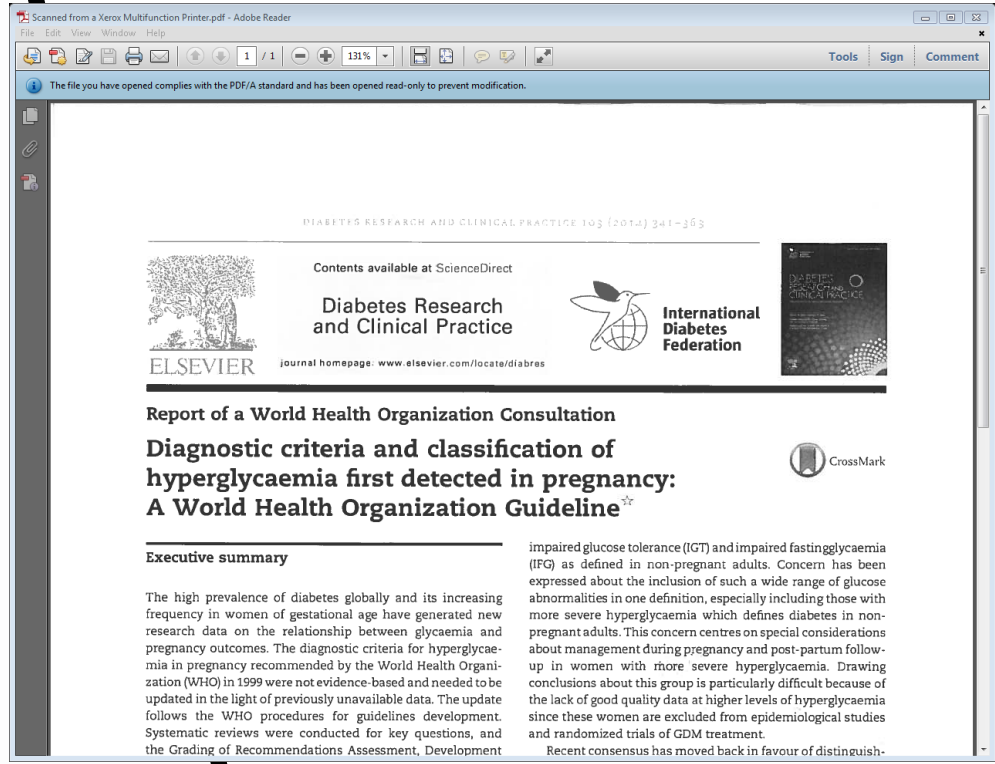 Scanned from a Xerox Multifunction Printer.pdf - Adobe Reader
File Edit View Window Help
1 / 1 131% Tools Sign Comment
The file you have opened complies with the PDF/A standard and has been opened read-only to prevent modification.
DIABETES RESEARCH AND CLINICAL PRACTICE 103 (2014) 341–363
Contents available at ScienceDirect
Diabetes Research
and Clinical Practice
journal homepage: www.elsevier.com/locate/diabres
ELSEVIER
International
Diabetes
Federation
DIABETES
RESEARCH AND
CLINICAL PRACTICE
Report of a World Health Organization Consultation
Diagnostic criteria and classification of
hyperglycaemia first detected in pregnancy:
A World Health Organization Guideline☆
CrossMark
Executive summary
The high prevalence of diabetes globally and its increasing
frequency in women of gestational age have generated new
research data on the relationship between glycaemia and
pregnancy outcomes. The diagnostic criteria for hyperglycae-
mia in pregnancy recommended by the World Health Organi-
zation (WHO) in 1999 were not evidence-based and needed to be
updated in the light of previously unavailable data. The update
follows the WHO procedures for guidelines development.
Systematic reviews were conducted for key questions, and
the Grading of Recommendations Assessment, Development
impaired glucose tolerance (IGT) and impaired fastingglycaemia
(IFG) as defined in non-pregnant adults. Concern has been
expressed about the inclusion of such a wide range of glucose
abnormalities in one definition, especially including those with
more severe hyperglycaemia which defines diabetes in non-
pregnant adults. This concern centres on special considerations
about management during pregnancy and post-partum follow-
up in women with more severe hyperglycaemia. Drawing
conclusions about this group is particularly difficult because of
the lack of good quality data at higher levels of hyperglycaemia
since these women are excluded from epidemiological studies
and randomized trials of GDM treatment.
Recent consensus has moved back in favour of distinguish-